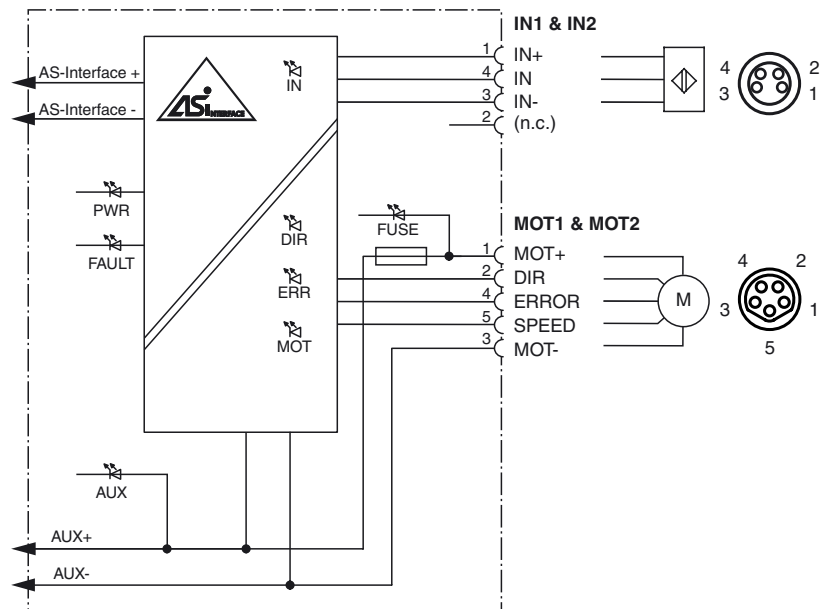 IN1 & IN2
1 IN+
4 IN
3 IN-
2 (n.c.)
4 2
3 1
AS-Interface +
AS-Interface -
ASi INTERFACE
IN
PWR
FAULT
DIR
ERR
MOT
FUSE
MOT1 & MOT2
1 MOT+
2 DIR
4 ERROR
5 SPEED
3 MOT-
M
4 2
3 1
5
AUX
AUX+
AUX-